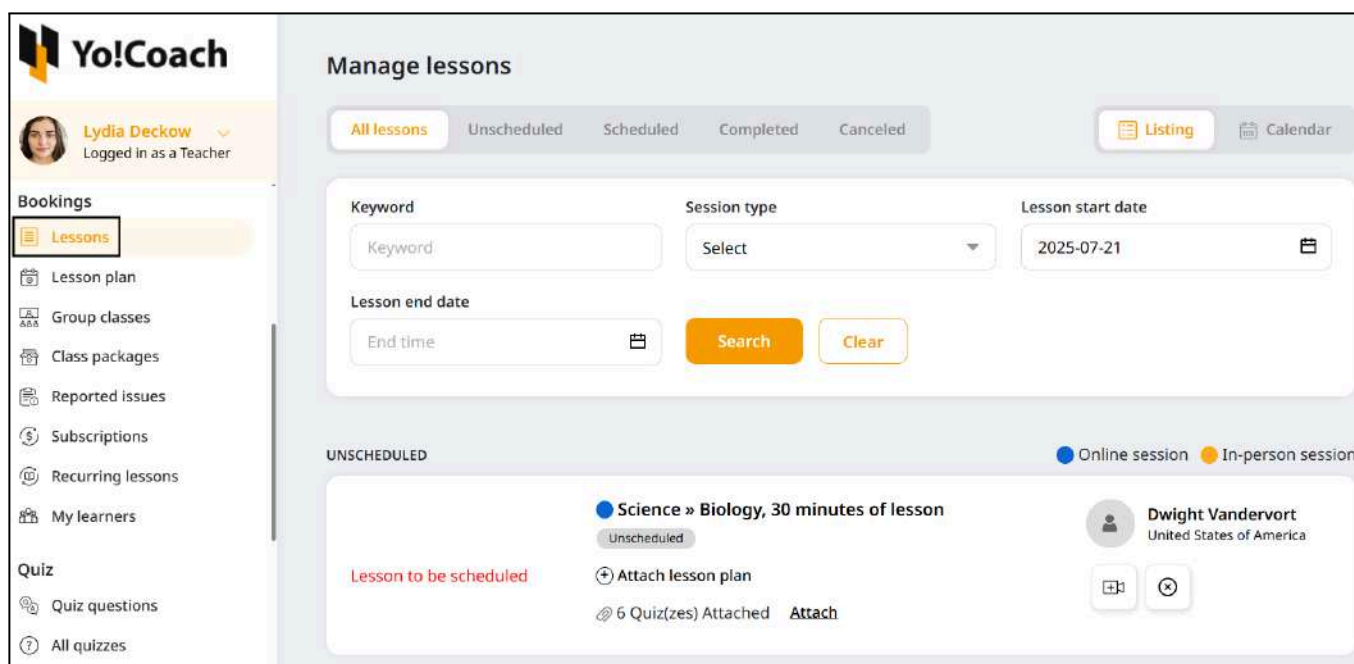 Yo!Coach
Lydia Deckow
Logged in as a Teacher
Bookings
Lessons
Lesson plan
Group classes
Class packages
Reported issues
Subscriptions
Recurring lessons
My learners
Quiz
Quiz questions
All quizzes
Manage lessons
All lessons Unscheduled Scheduled Completed Canceled
Listing Calendar
Keyword Session type Lesson start date
Keyword Select 2025-07-21
Lesson end date
End time Search Clear
UNSCHEDULED Online session In-person session
Lesson to be scheduled
Science » Biology, 30 minutes of lesson
Unscheduled
Attach lesson plan
6 Quiz(zes) Attached Attach
Dwight Vandervort
United States of America